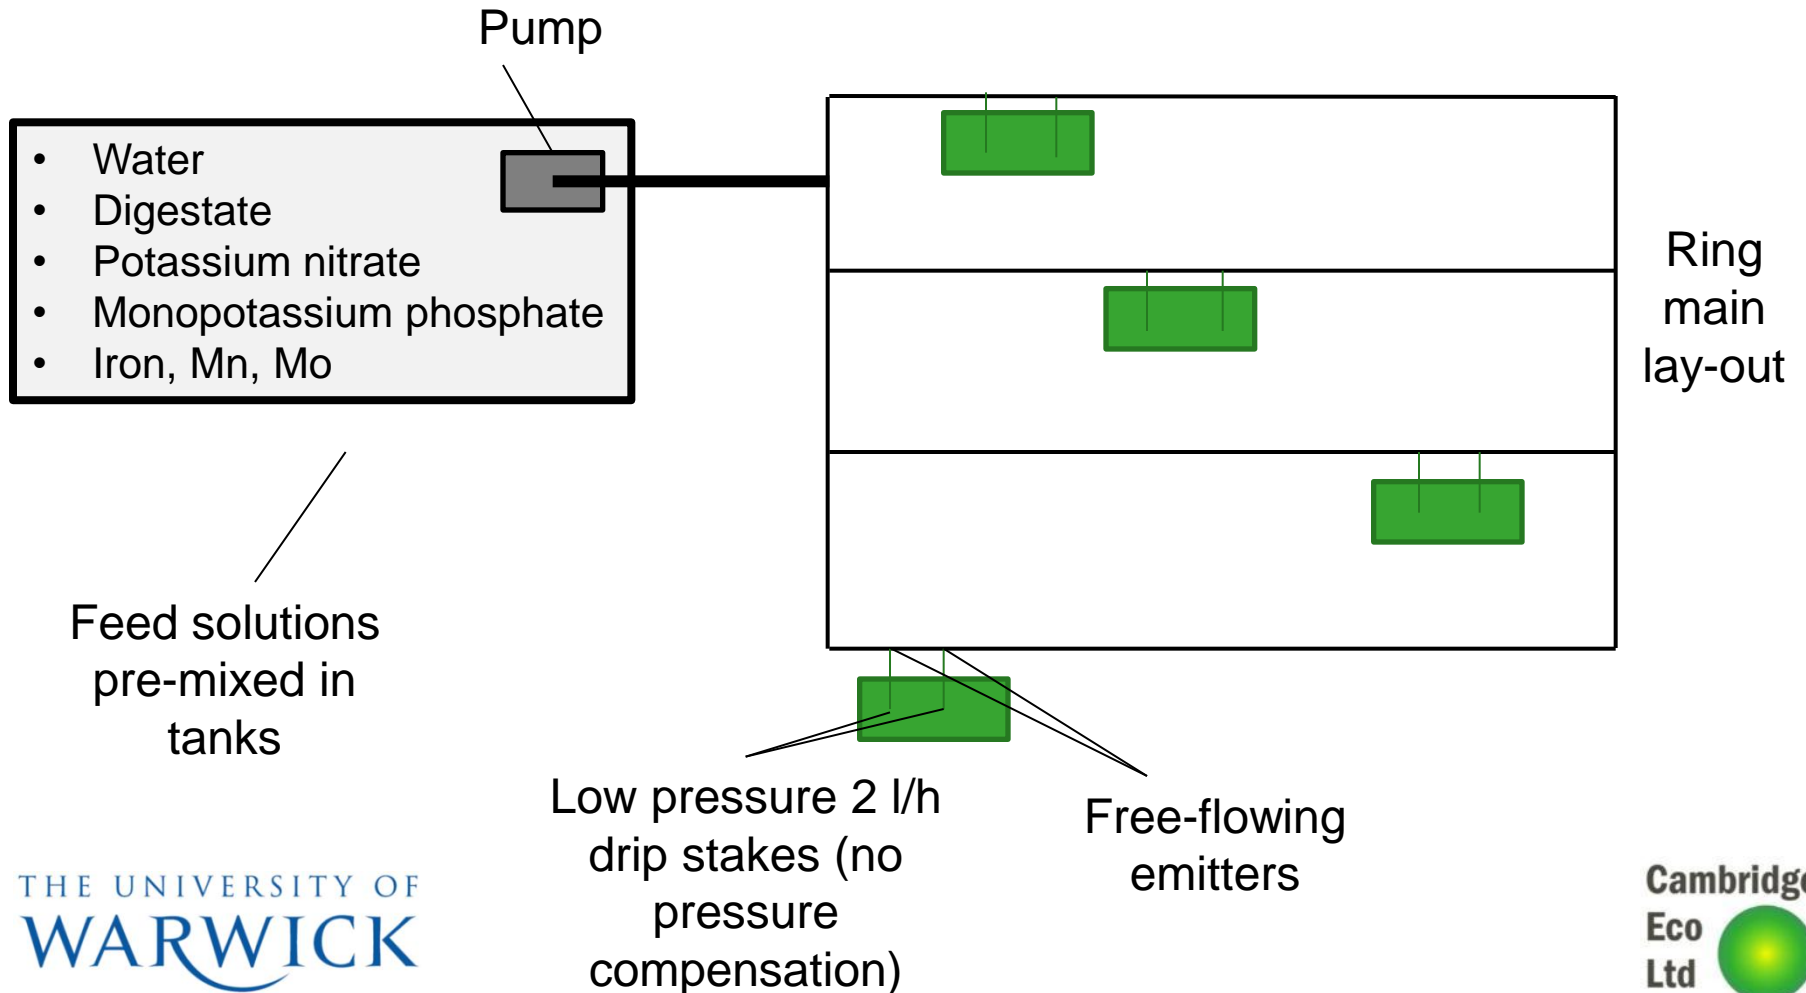 Pump
• Water
• Digestate
• Potassium nitrate
• Monopotassium phosphate
• Iron, Mn, Mo
Ring
main
lay-out
Feed solutions
pre-mixed in
tanks
Low pressure 2 l/h
drip stakes (no
pressure
compensation)
Free-flowing
emitters
THE UNIVERSITY OF
WARWICK
Cambridge
Eco
Ltd